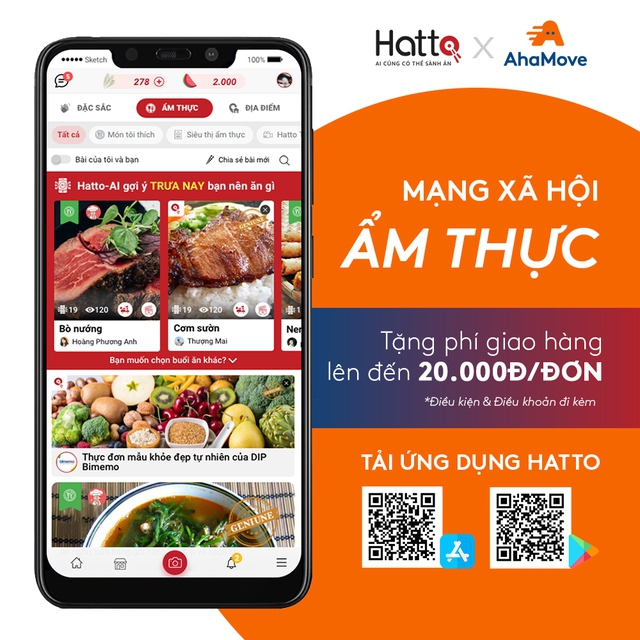 Hatto
AI CŨNG CÓ THỂ SÀNH ĂN
X
AhaMove
Sketch
100%
5
278
2.000
ĐẶC SẮC
ẨM THỰC
ĐỊA ĐIỂM
Tất cả
Món tôi thích
Siêu thị ẩm thực
Hatto T
Bài của tôi và bạn
Chia sẻ bài mới
Hatto-AI gợi ý TRƯA NAY bạn nên ăn gì
19
120
19
120
19
Bò nướng
Cơm sườn
Nem
Hoàng Phương Anh
Thượng Mai
Bạn muốn chọn buổi ăn khác?
Bimemo
Thực đơn mẫu khỏe đẹp tự nhiên của DIP
Bimemo
GENIUNE
2
MẠNG XÃ HỘI
ẨM THỰC
Tặng phí giao hàng
lên đến 20.000Đ/ĐƠN
*Điều kiện & Điều khoản đi kèm
TẢI ỨNG DỤNG HATTO